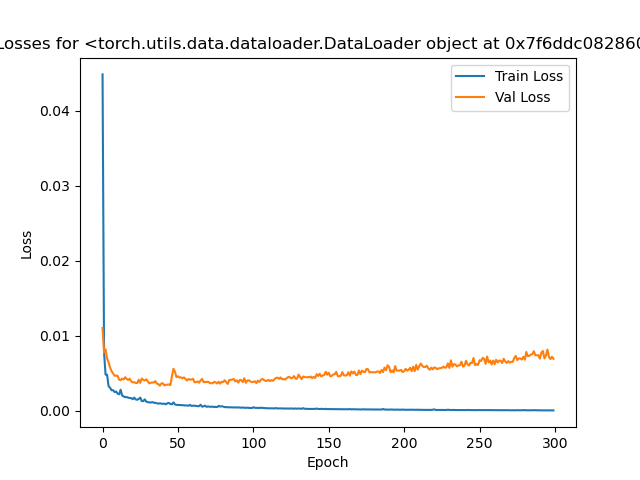 Losses for <torch.utils.data.dataloader.DataLoader object at 0x7f6ddc082860
Train Loss
Val Loss
0.04
0.03
0.02
0.01
0.00
Loss
0
50
100
150
200
250
300
Epoch